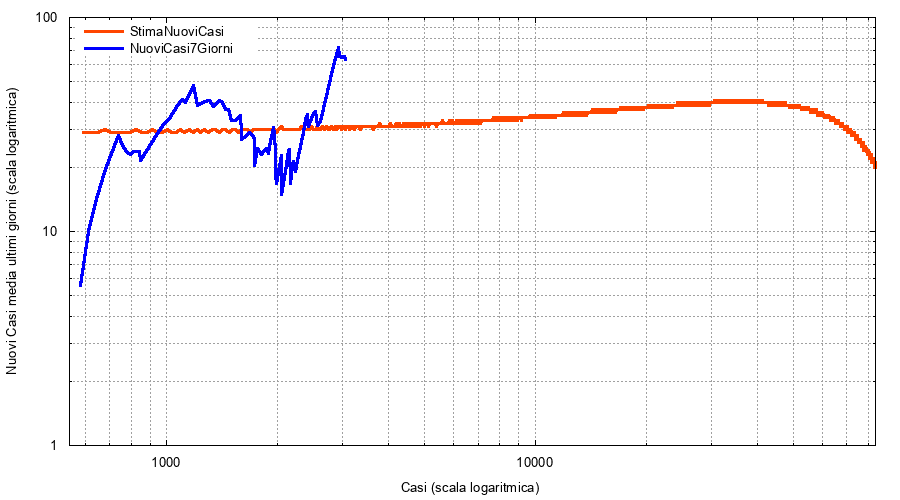 100
StimaNuoviCasi
NuoviCasi7Giorni
10
1
Nuovi Casi media ultimi giorni (scala logaritmica)
1000
10000
Casi (scala logaritmica)